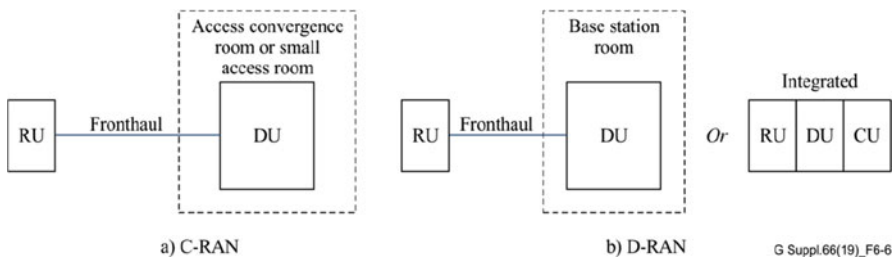 Access convergence
room or small
access room
RU
Fronthaul
DU
a) C-RAN
Base station
room
RU
Fronthaul
DU
Or
Integrated
RU DU CU
b) D-RAN
G Suppl.66(19)_F6-6